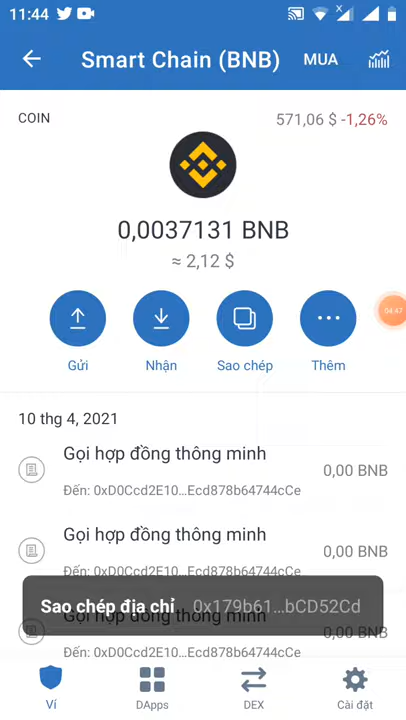 11:44
Smart Chain (BNB)
MUA
COIN
571,06 $ -1,26%
0,0037131 BNB
≈ 2,12 $
04:47
Gửi
Nhận
Sao chép
Thêm
10 thg 4, 2021
Gọi hợp đồng thông minh
0,00 BNB
Đến: 0xD0Ccd2E10...Ecd878b64744cCe
Gọi hợp đồng thông minh
0,00 BNB
Đến: 0xD0Ccd2E10...Ecd878b64744cCe
Sao chép địa chỉ 0x179b61...bCD52Cd
Gọi hợp đồng thông minh
0,00 BNB
Đến: 0xD0Ccd2E10...Ecd878b64744cCe
Ví
DApps
DEX
Cài đặt